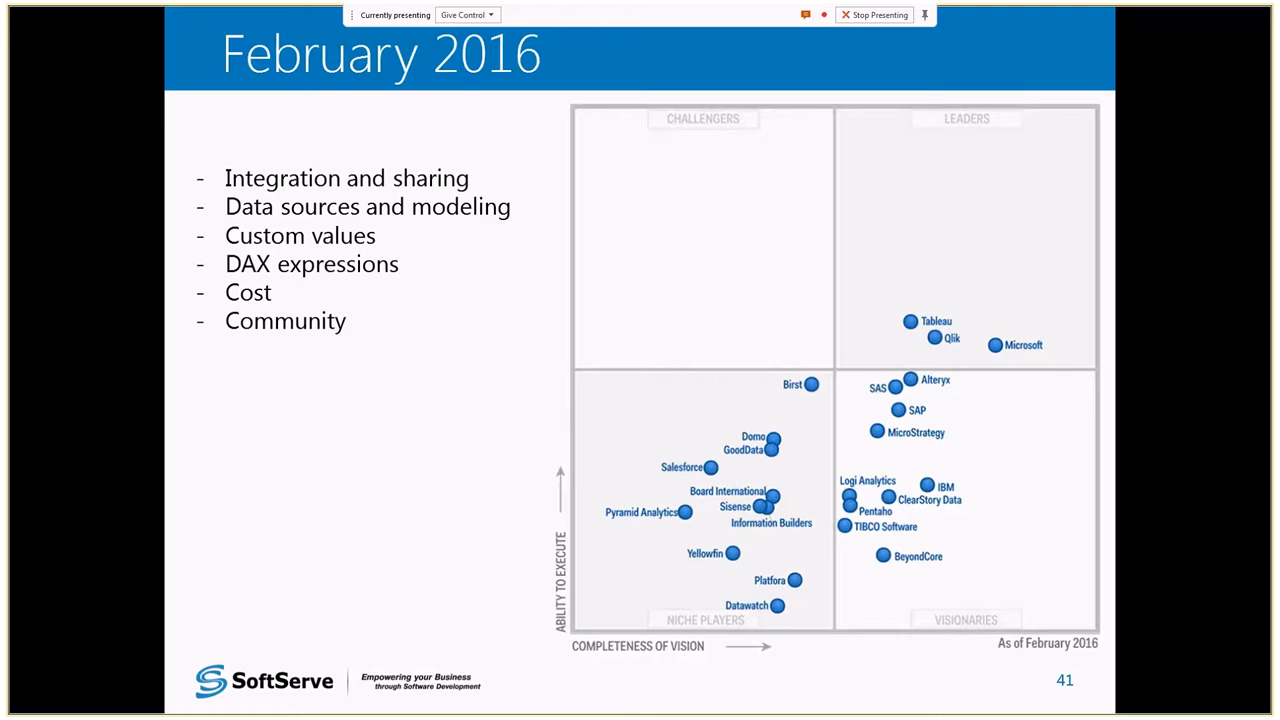 Currently presenting
Give Control
Stop Presenting
February 2016
- Integration and sharing
- Data sources and modeling
- Custom values
- DAX expressions
- Cost
- Community
CHALLENGERS
LEADERS
Tableau
Qlik
Microsoft
Birst
Alteryx
SAS
SAP
MicroStrategy
Domo
GoodData
Salesforce
Logi Analytics
IBM
Board International
ClearStory Data
Sisense
Pentaho
Pyramid Analytics
Information Builders
TIBCO Software
Yellowfin
BeyondCore
Platfora
Datawatch
NICHE PLAYERS
VISIONARIES
ABILITY TO EXECUTE
COMPLETENESS OF VISION
As of February 2016
SoftServe
Empowering your Business
through Software Development
41